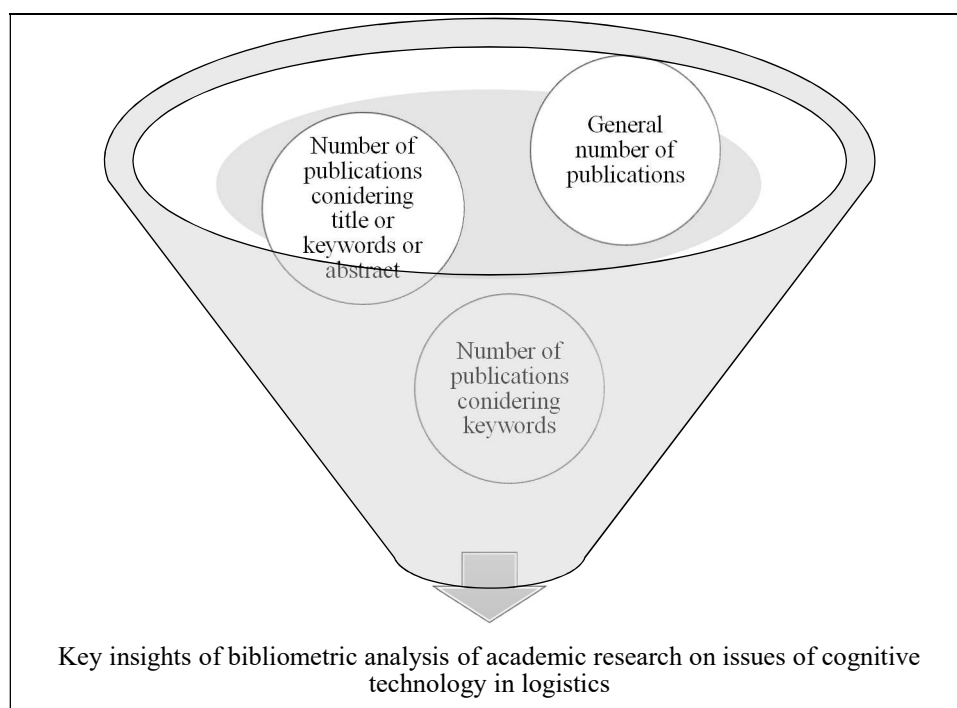 Number of
publications
conidering
title or
keywords or
abstract
General
number of
publications
Number of
publications
conidering
keywords
Key insights of bibliometric analysis of academic research on issues of cognitive
technology in logistics